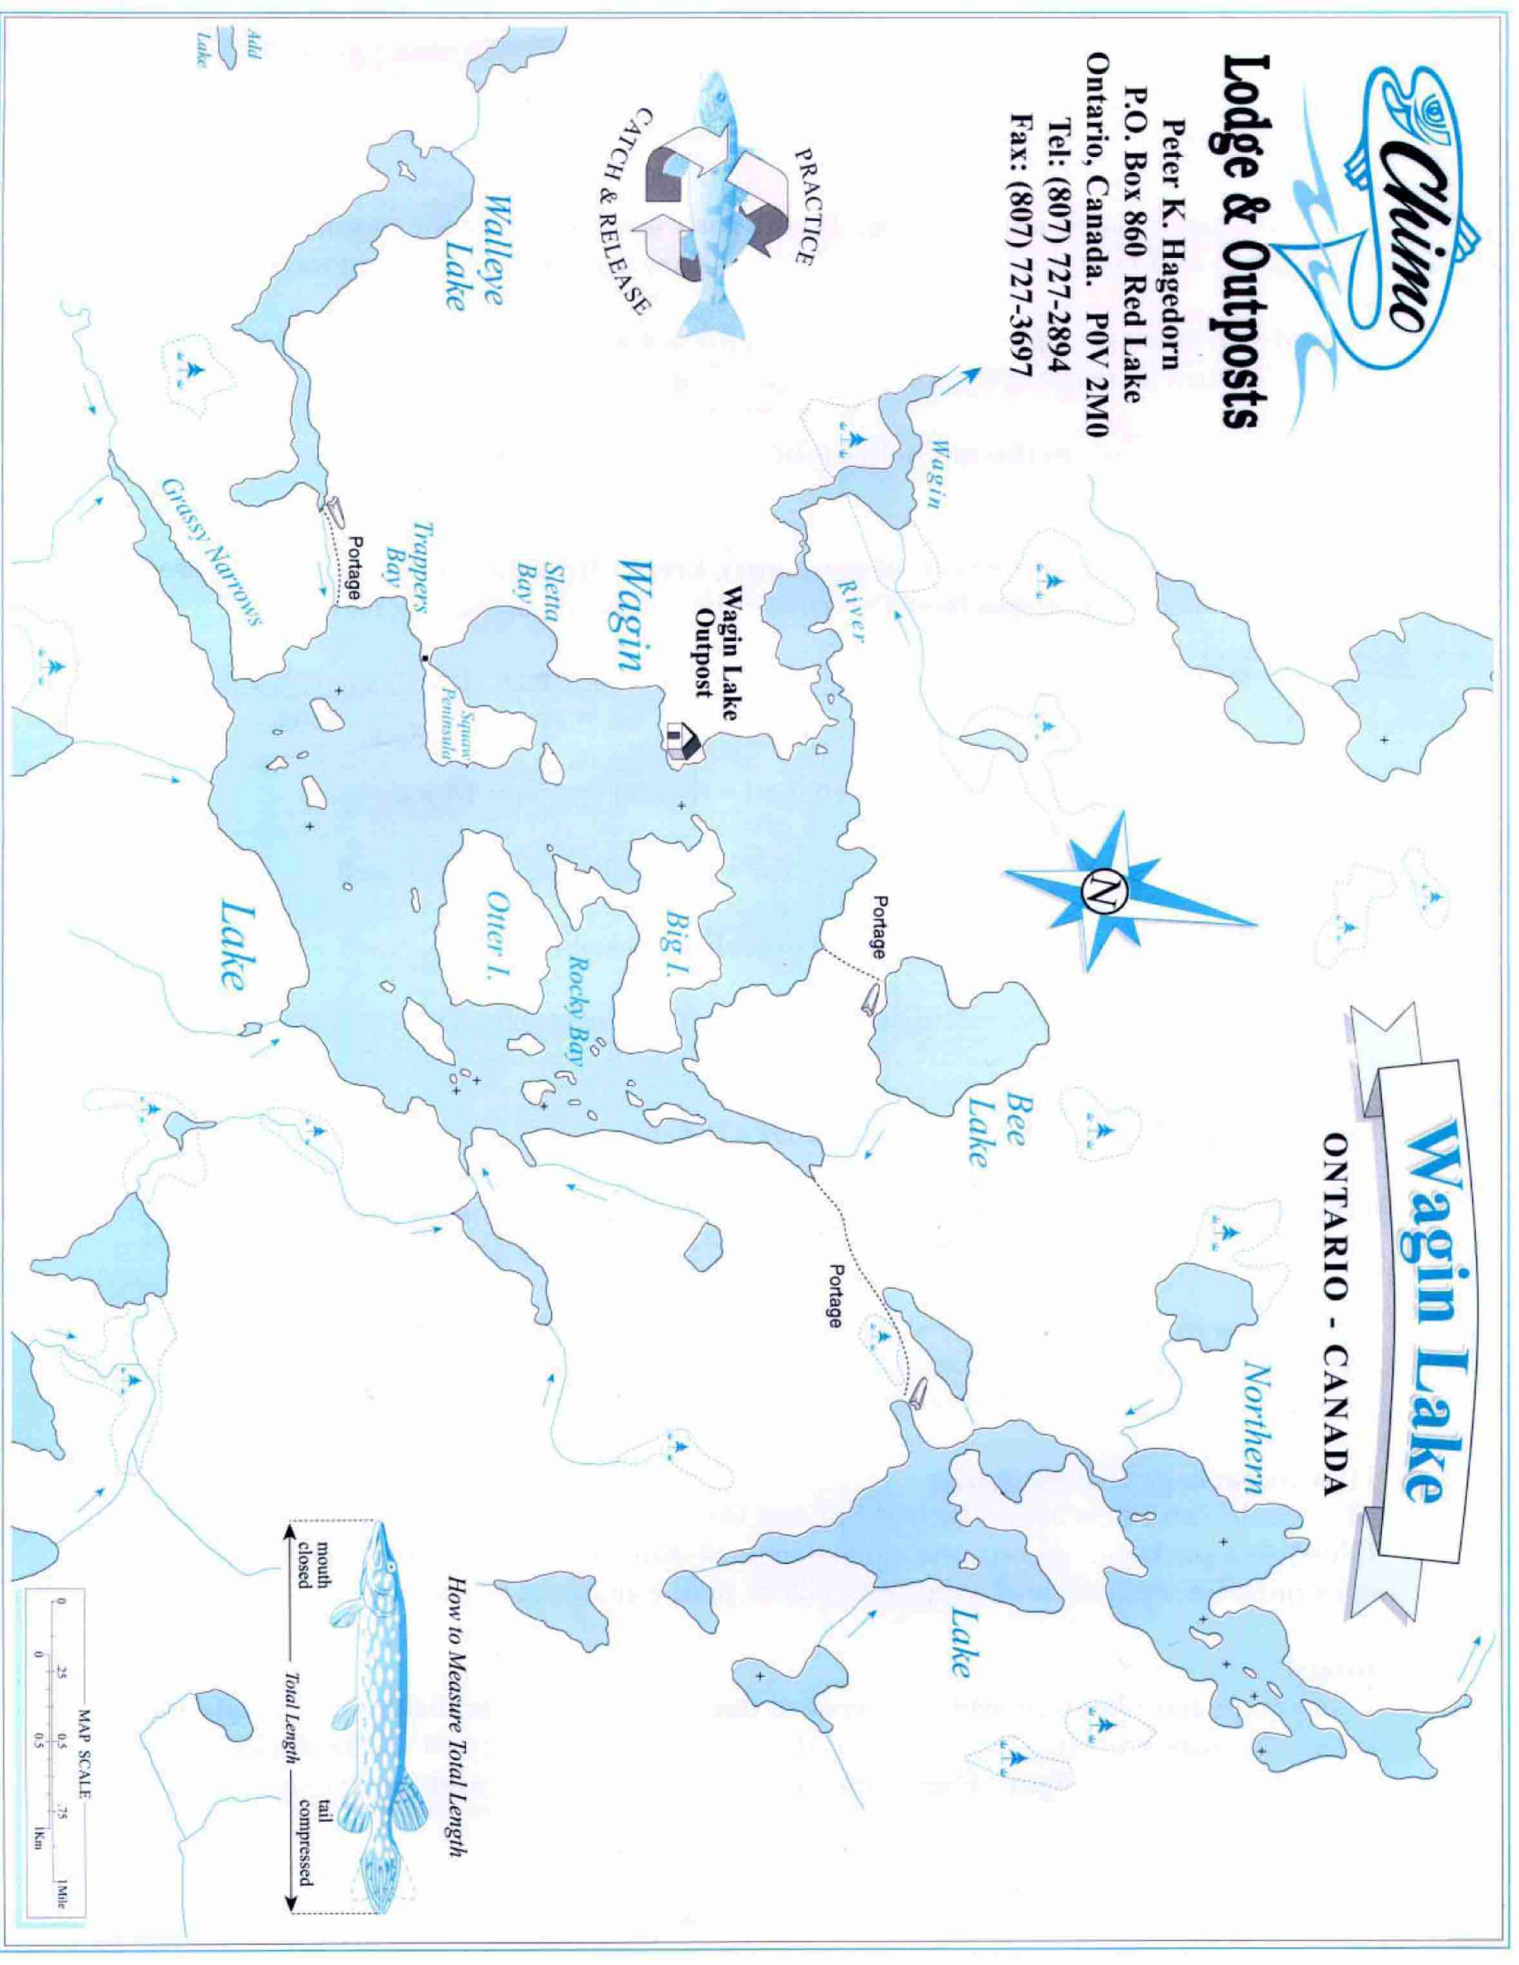 Chimo
Lodge & Outposts
Peter K. Hagedorn
P.O. Box 860 Red Lake
Ontario, Canada. P0V 2M0
Tel: (807) 727-2894
Fax: (807) 727-3697
Wagin Lake
ONTARIO - CANADA
N
PRACTICE
CATCH & RELEASE
Northern
Lake
Bee
Lake
Portage
Portage
Wagin
River
Wagin Lake
Outpost
Wagin
Big I.
Rocky Bay
Sletta
Bay
Otter I.
Squaw
Peninsula
Trappers
Bay
Portage
Walleye
Lake
Grassy Narrows
Lake
Add
Lake
How to Measure Total Length
mouth
closed
Total Length
tail
compressed
MAP SCALE
0 .25 0.5 .75 1Mile
0 0.5 1Km